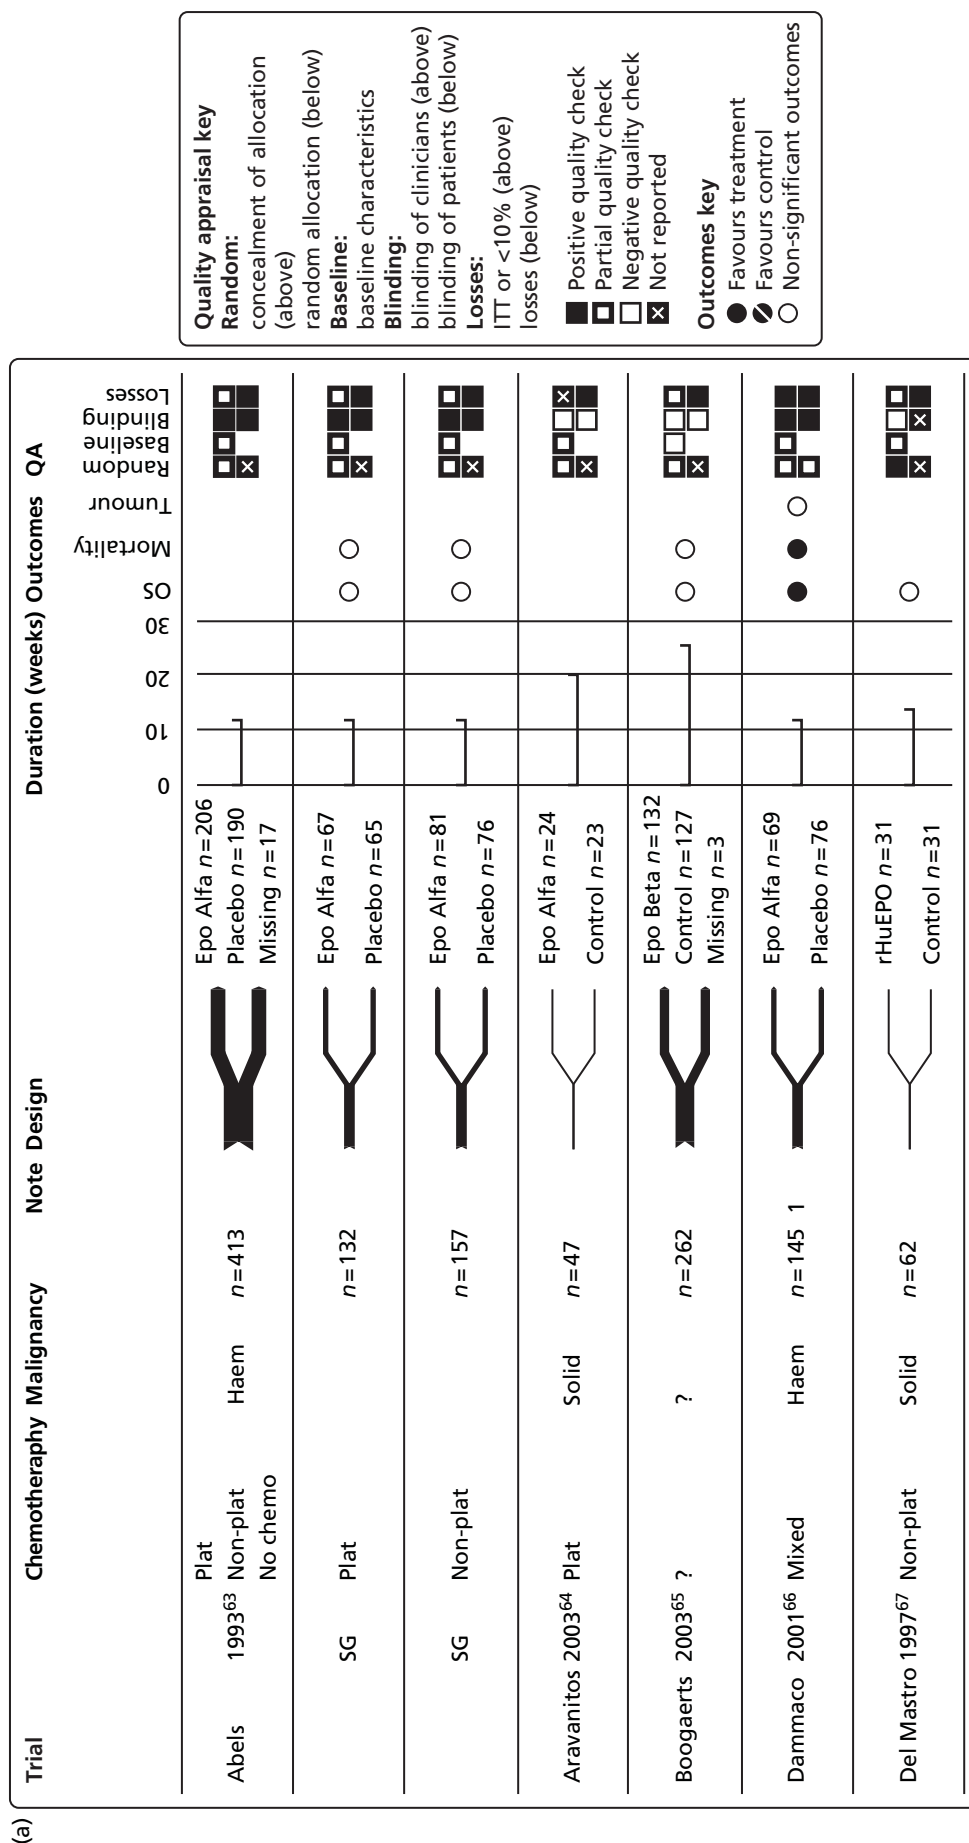 (a)
Trial Chemotheraphy Malignancy Note Design Duration (weeks) Outcomes QA
0 10 20 30 OS Mortality Tumour Random Baseline Blinding Losses
Plat Epo Alfa n=206
Abels 1993⁶³ Non-plat Haem n=413 Placebo n=190
No chemo Missing n=17
Epo Alfa n=67
SG Plat n=132
Placebo n=65
Epo Alfa n=81
SG Non-plat n=157
Placebo n=76
Epo Alfa n=24
Aravanitos 2003⁶⁴ Plat Solid n=47
Control n=23
Epo Beta n=132
Boogaerts 2003⁶⁵ ? ? n=262 Control n=127
Missing n=3
Epo Alfa n=69
Dammaco 2001⁶⁶ Mixed Haem n=145 1
Placebo n=76
rHuEPO n=31
Del Mastro 1997⁶⁷ Non-plat Solid n=62
Control n=31
Quality appraisal key
Random:
concealment of allocation
(above)
random allocation (below)
Baseline:
baseline characteristics
Blinding:
blinding of clinicians (above)
blinding of patients (below)
Losses:
ITT or <10% (above)
losses (below)
Positive quality check
Partial quality check
Negative quality check
Not reported
Outcomes key
Favours treatment
Favours control
Non-significant outcomes